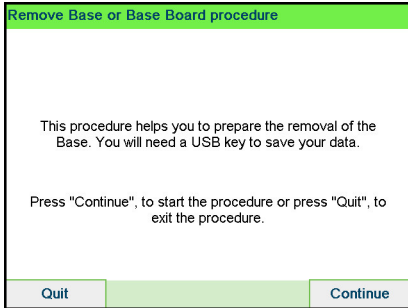 Remove Base or Base Board procedure
This procedure helps you to prepare the removal of the
Base. You will need a USB key to save your data.
Press "Continue", to start the procedure or press "Quit", to
exit the procedure.
Quit
Continue